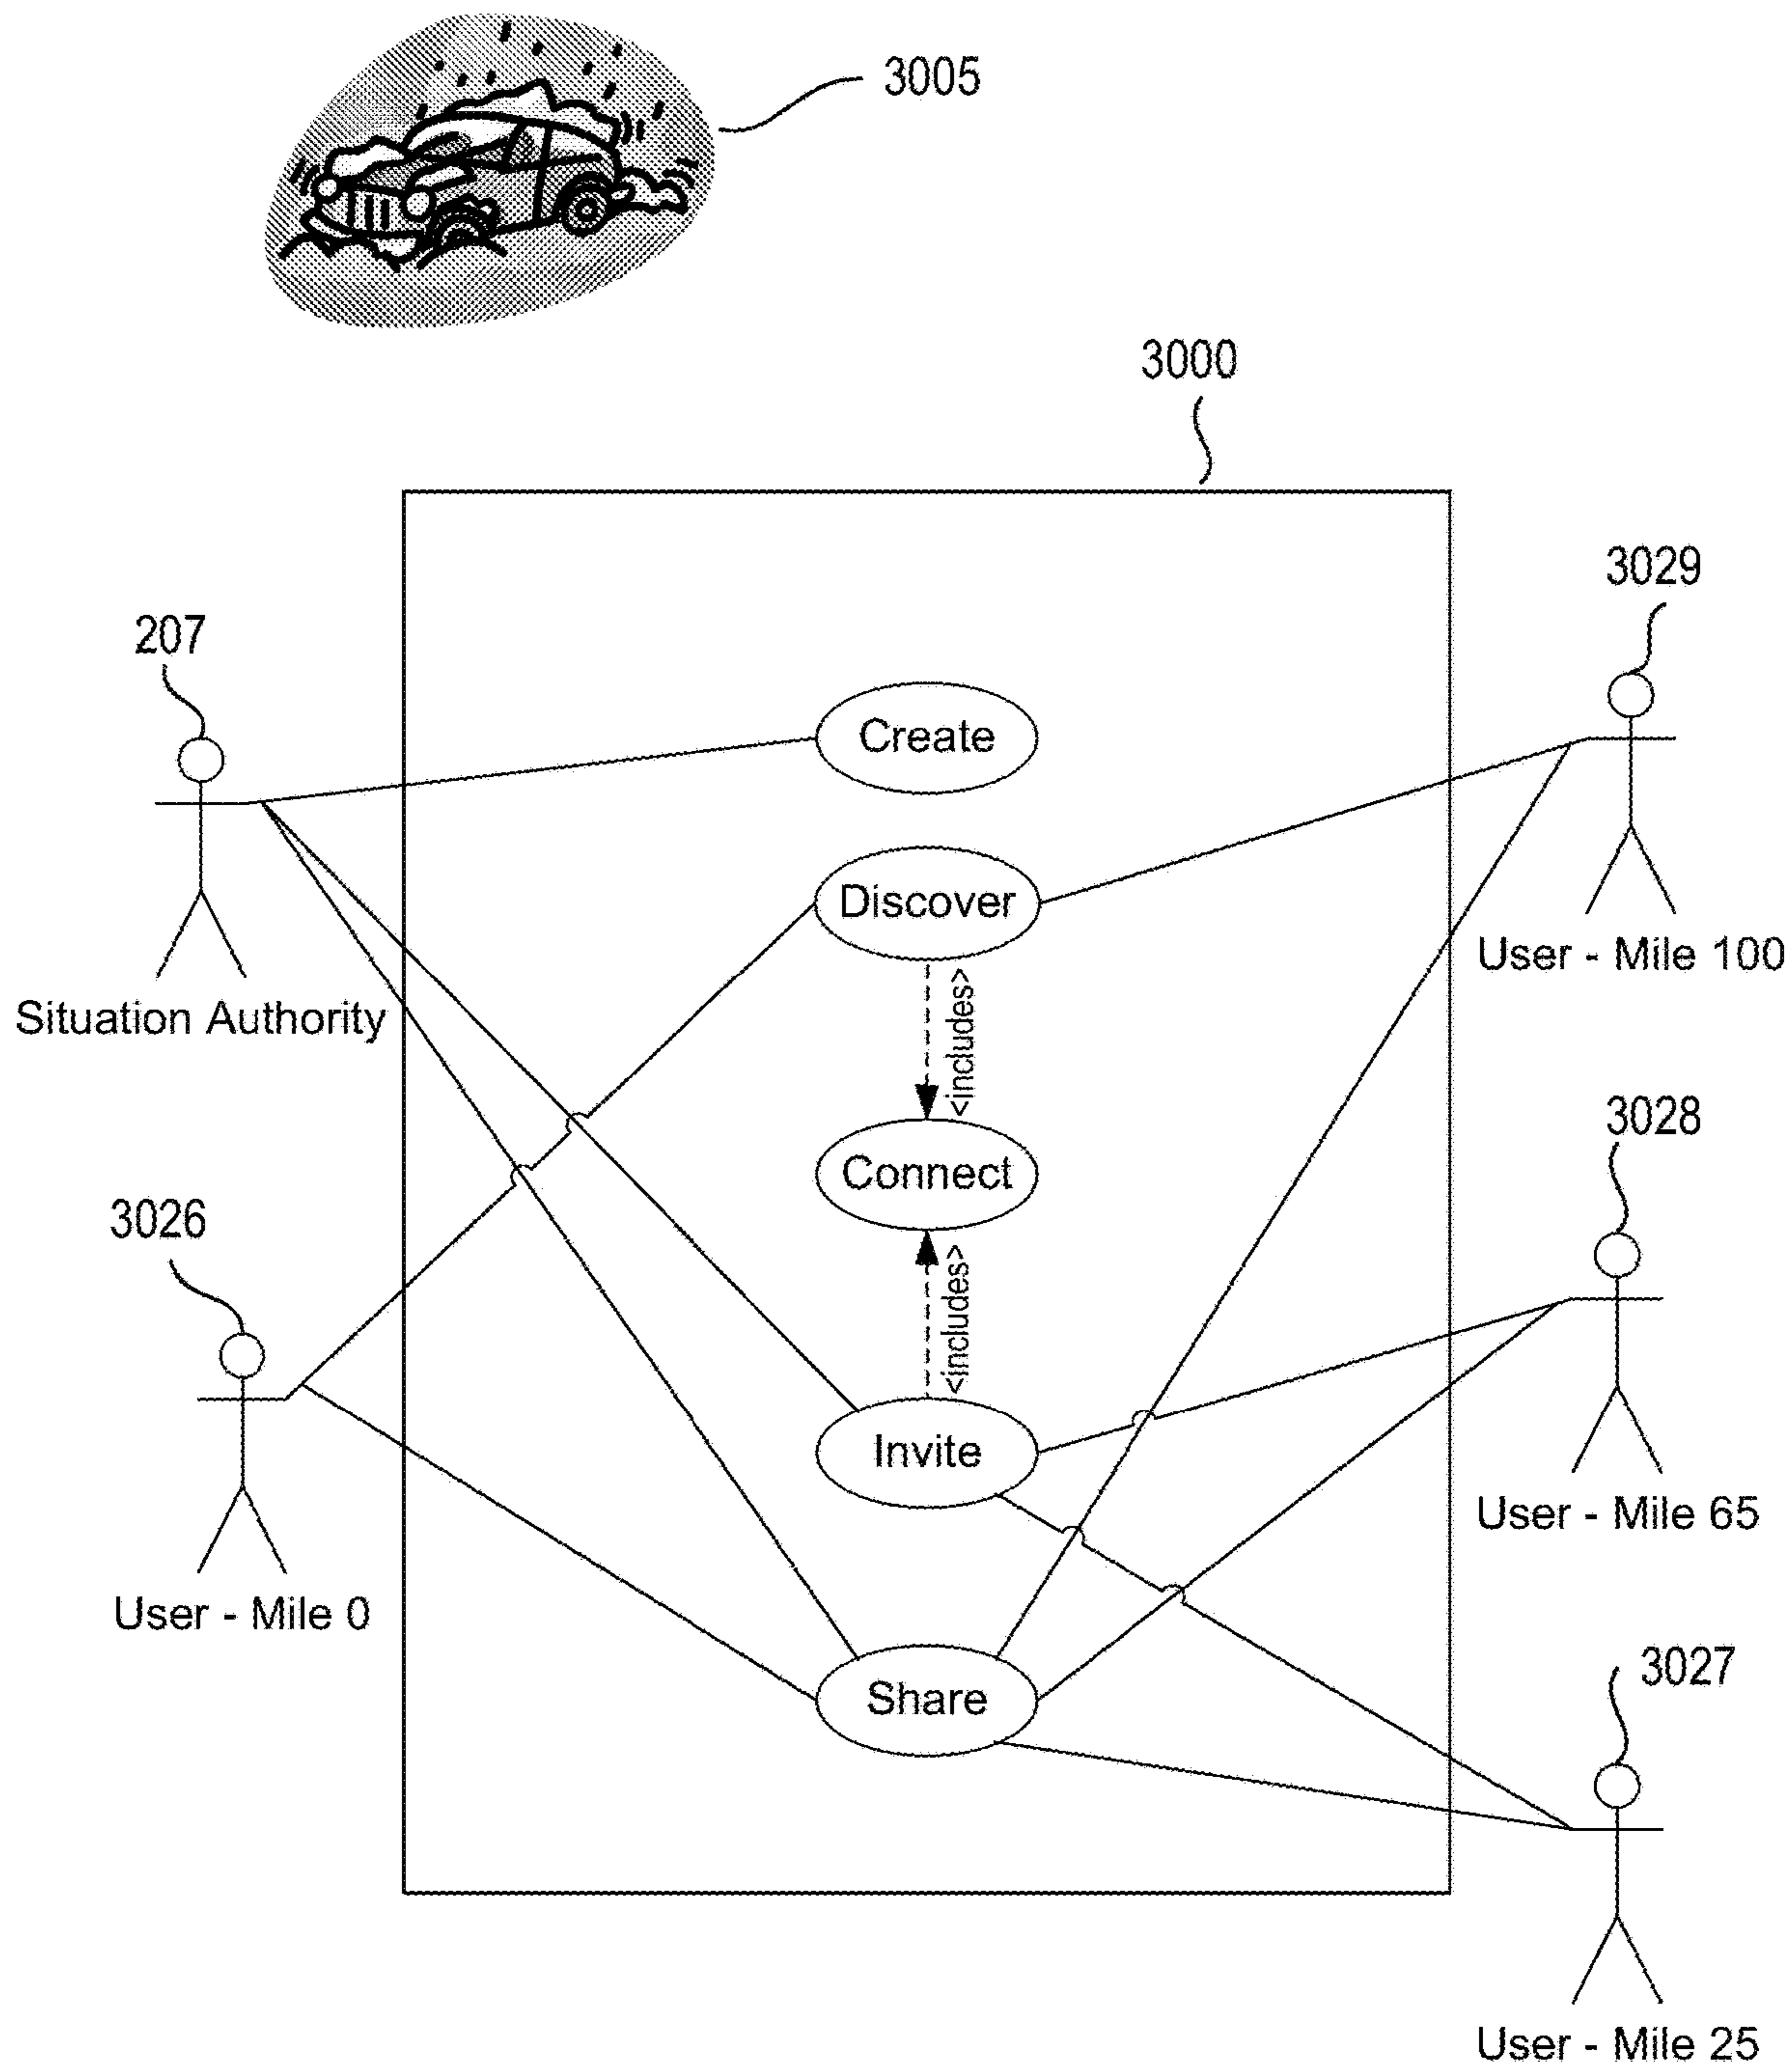 3005
3000
3029
207
Create
Discover
User - Mile 100
<includes>
Situation Authority
3028
Connect
3026
<includes>
Invite
User - Mile 65
User - Mile 0
3027
Share
User - Mile 25